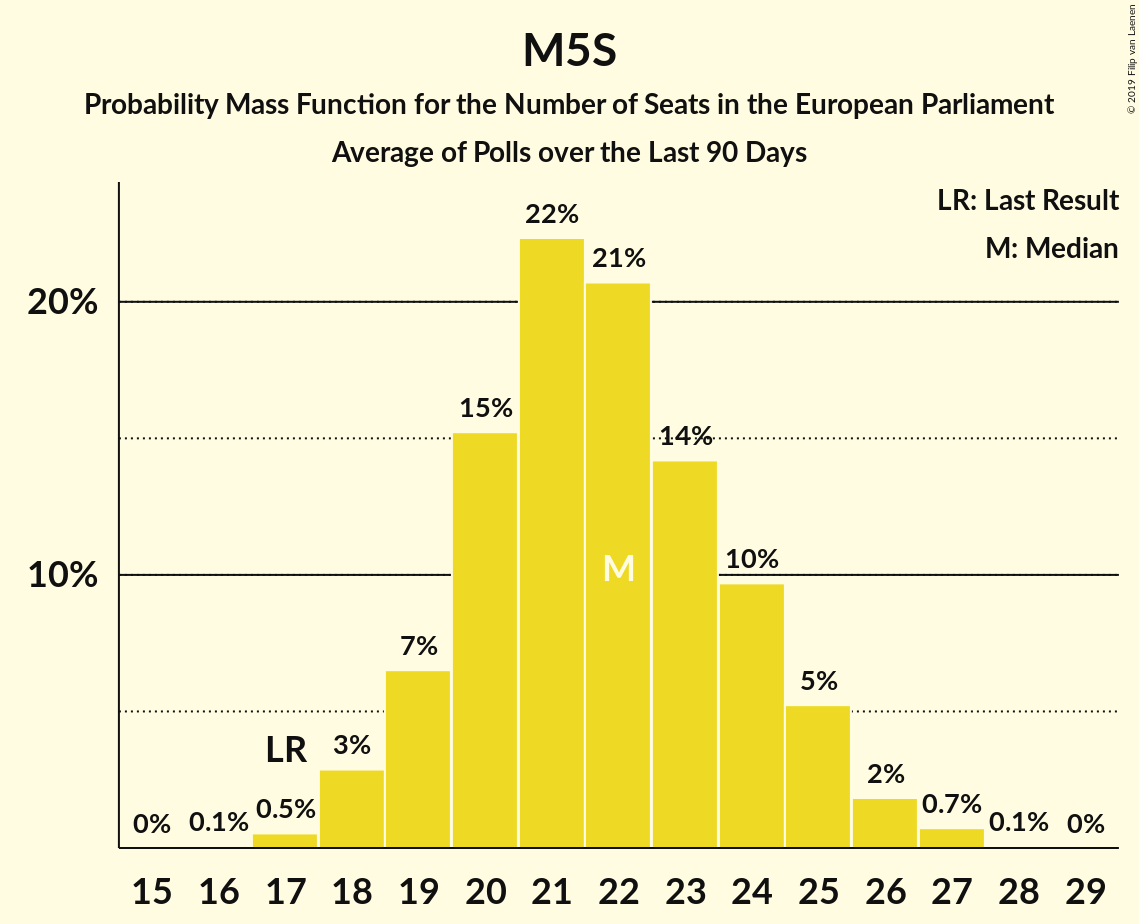 M5S
Probability Mass Function for the Number of Seats in the European Parliament
Average of Polls over the Last 90 Days
© 2019 Filip van Laenen
LR: Last Result
M: Median
20%
10%
0%
0.1%
0.5%
LR
3%
7%
15%
22%
21%
M
14%
10%
5%
2%
0.7%
0.1%
0%
15 16 17 18 19 20 21 22 23 24 25 26 27 28 29